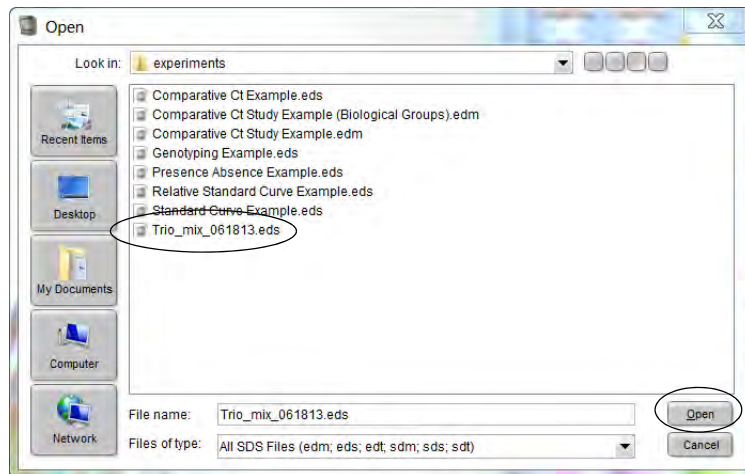 Open
Look in: experiments
Recent Items
Desktop
My Documents
Computer
Network
Comparative Ct Example.eds
Comparative Ct Study Example (Biological Groups).edm
Comparative Ct Study Example.edm
Genotyping Example.eds
Presence Absence Example.eds
Relative Standard Curve Example.eds
Standard Curve Example.eds
Trio_mix_061813.eds
File name: Trio_mix_061813.eds
Open
Files of type: All SDS Files (edm; eds; edt; sdm; sds; sdt)
Cancel